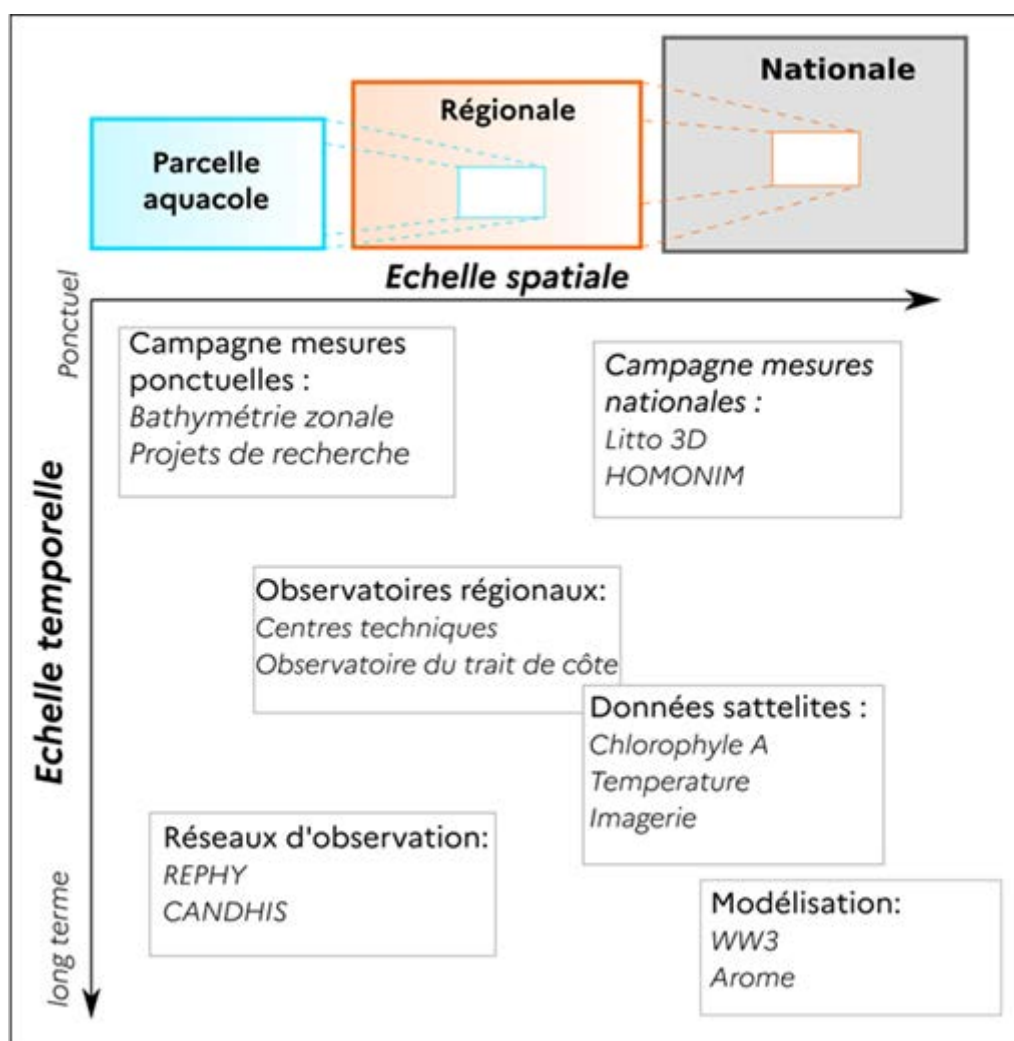 Nationale
Régionale
Parcelle
aquacole
Echelle spatiale
Ponctuel
Echelle temporelle
long terme
Campagne mesures
ponctuelles :
Bathymétrie zonale
Projets de recherche
Campagne mesures
nationales :
Litto 3D
HOMONIM
Observatoires régionaux:
Centres techniques
Observatoire du trait de côte
Données sattelites :
Chlorophyle A
Temperature
Imagerie
Réseaux d'observation:
REPHY
CANDHIS
Modélisation:
WW3
Arome